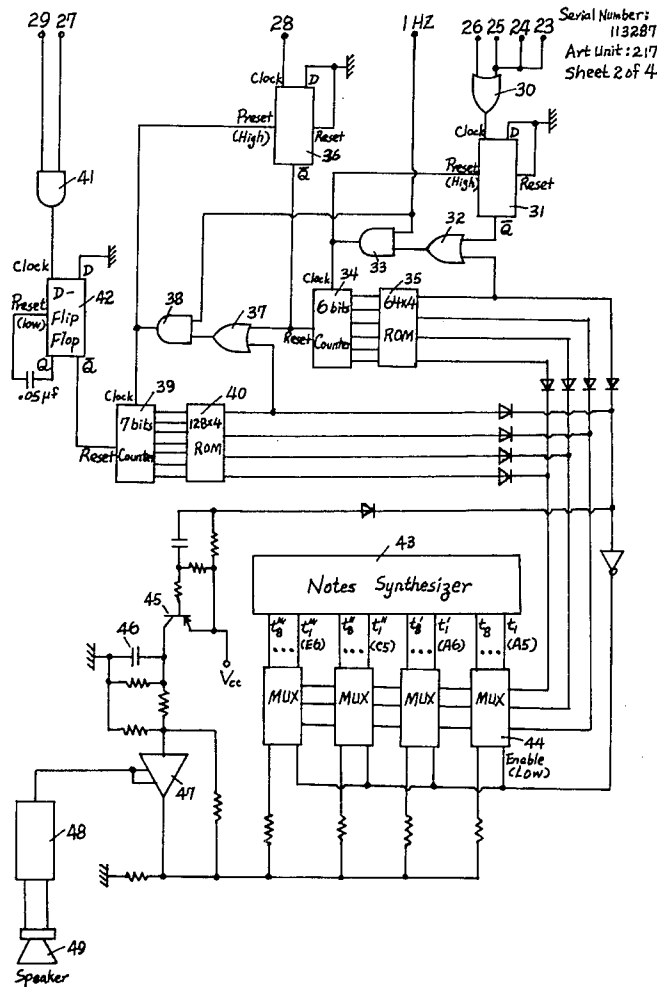 29 27
28
1 HZ
26 25 24 23
Serial Number:
113287
Art Unit: 217
Sheet 2 of 4
30
Clock D
Preset
(High)
Reset
36
Q̄
Clock D
Preset
(High)
Reset
31
Q̄
41
32
33
Clock D
Preset
(low)
D-
Flip
Flop
42
Q Q̄
.05µf
38
37
Clock 34
6 bits
Reset
Counter
35
64x4
ROM
Clock 39
7 bits
Reset Counter
40
128x4
ROM
43
Notes Synthesizer
45
46
Vcc
t₈''' t₁''' (E6)
t₈'' t₁'' (C5)
t₈' t₁' (A6)
t₈ t₁ (A5)
... ... ... ...
MUX MUX MUX MUX
44
Enable
(Low)
47
48
49
Speaker